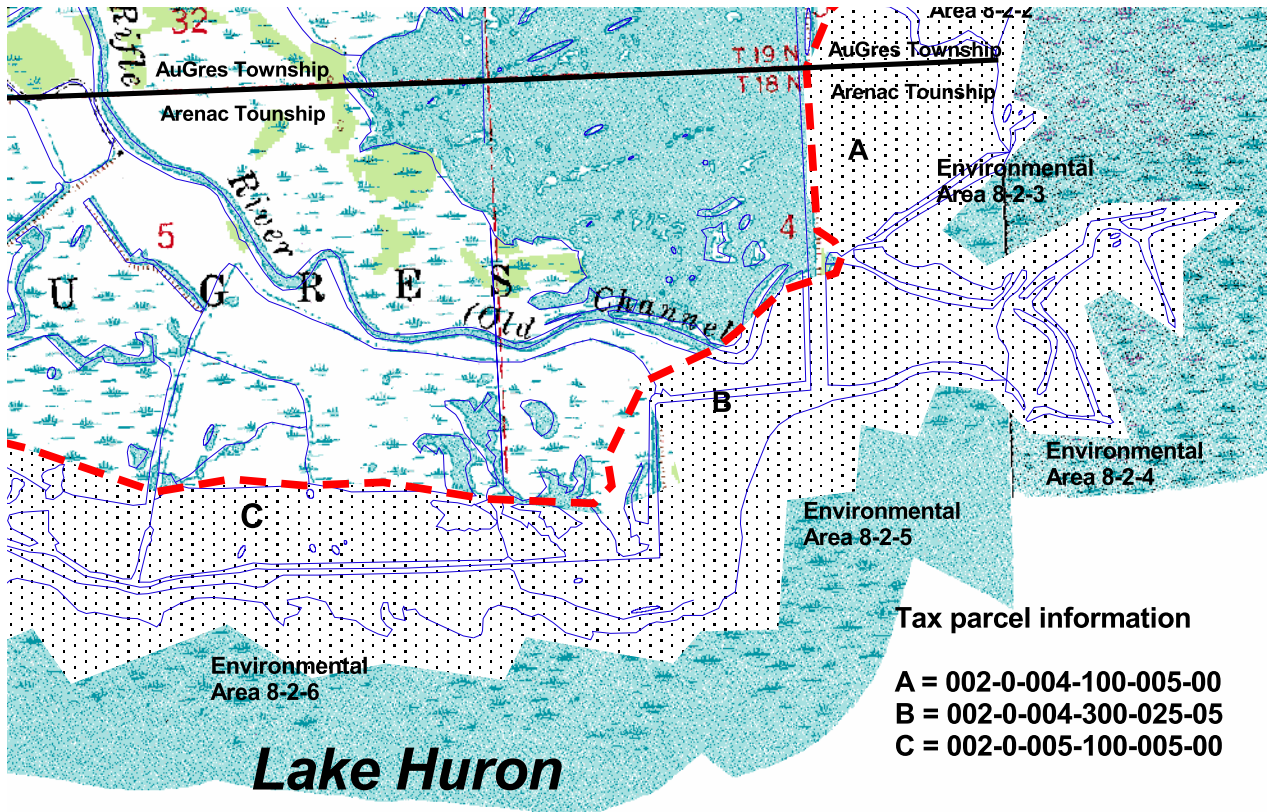 Rifle
32
Area 8-2-2
AuGres Township
T 19 N
AuGres Township
Arenac Tounship
T 18 N
Arenac Tounship
A
Environmental
Area 8-2-3
River
5
4
U G R E S
(Old Channel
B
C
Environmental
Area 8-2-4
Environmental
Area 8-2-5
Tax parcel information
Environmental
Area 8-2-6
A = 002-0-004-100-005-00
B = 002-0-004-300-025-05
C = 002-0-005-100-005-00
Lake Huron